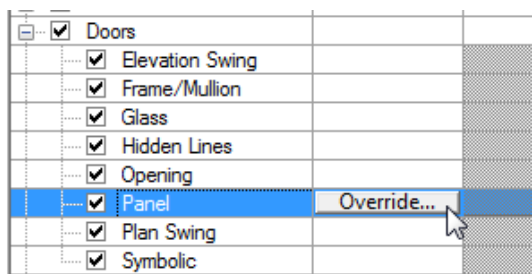 Doors
Elevation Swing
Frame/Mullion
Glass
Hidden Lines
Opening
Panel Override...
Plan Swing
Symbolic